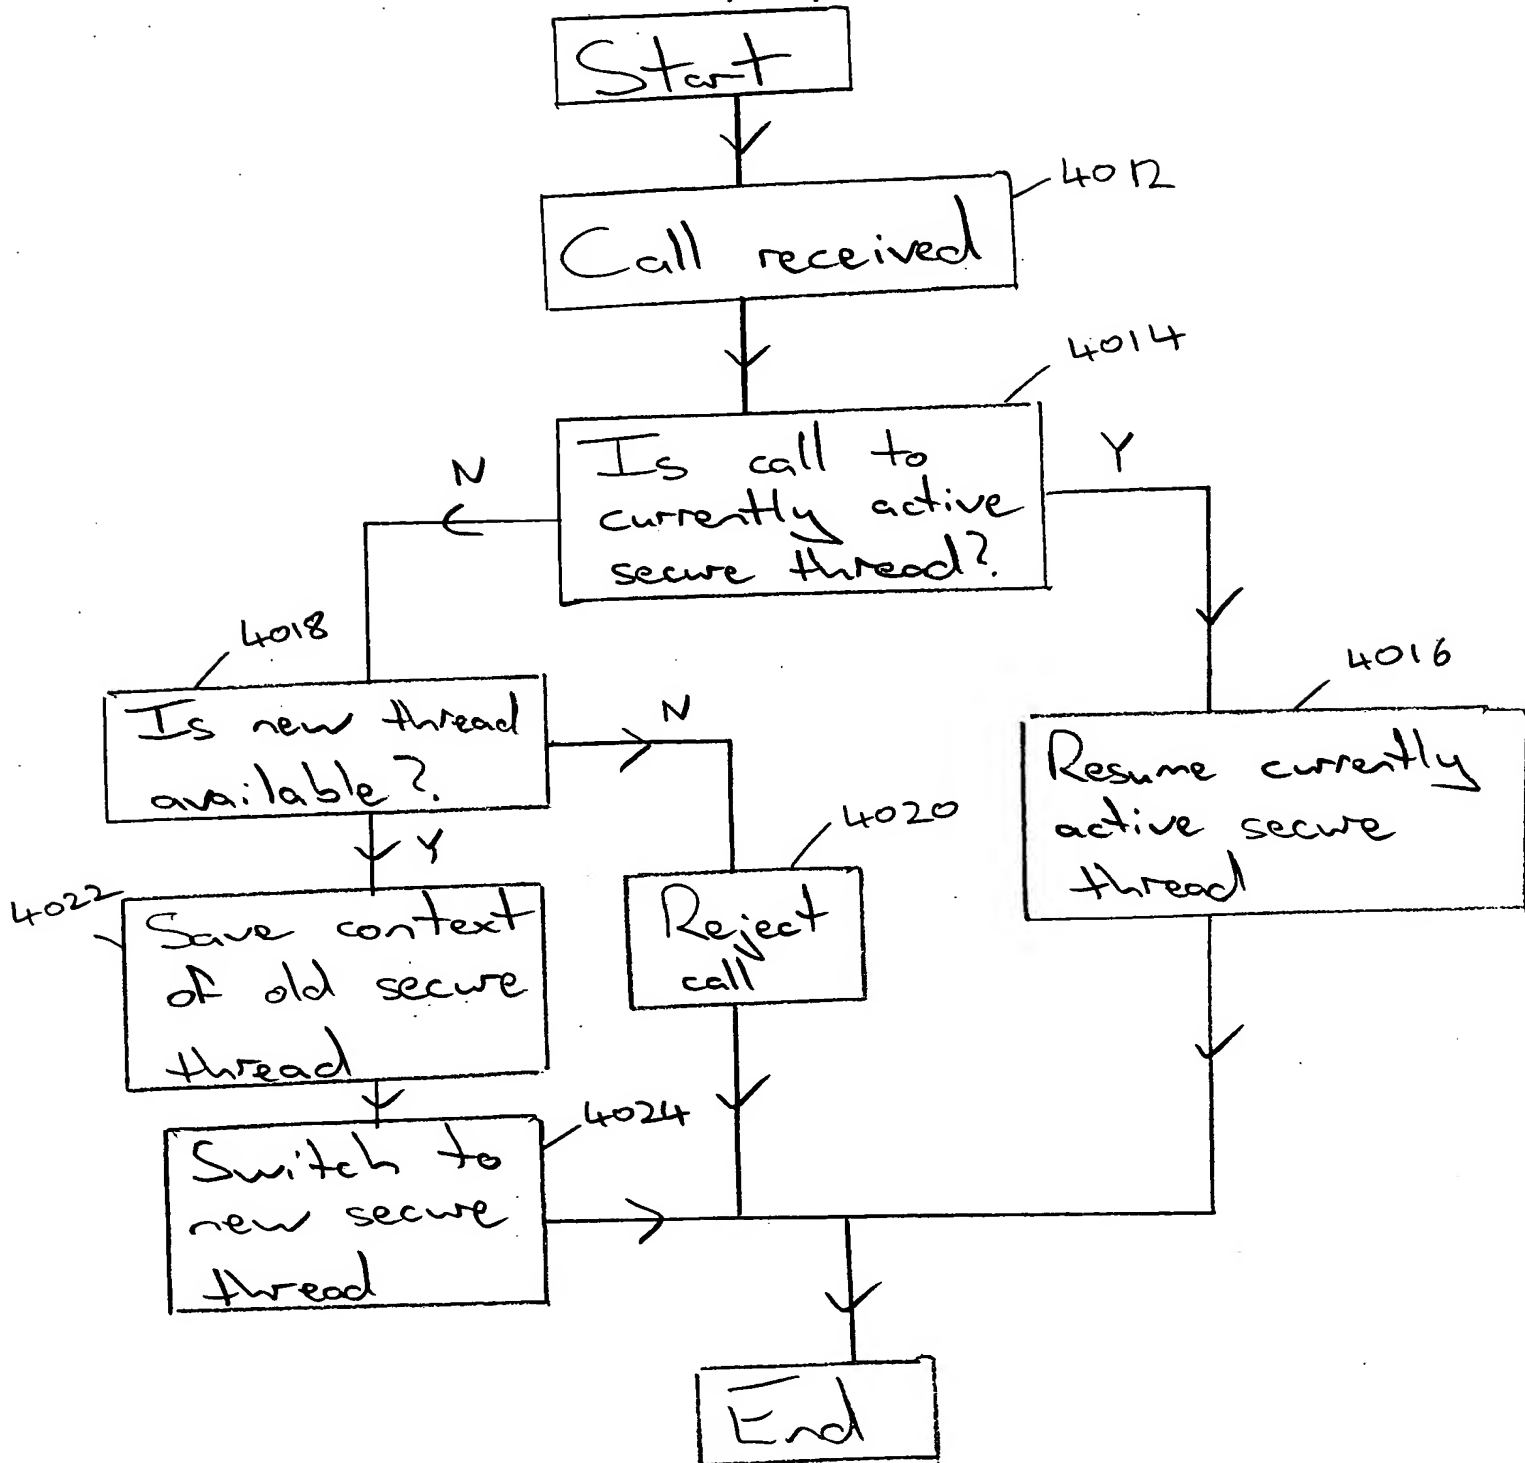 Start
4012
Call received
4014
Is call to
currently active
secure thread?
N
Y
4018
Is new thread
available?
N
Y
4016
Resume currently
active secure
thread
4020
Reject
call
4022
Save context
of old secure
thread
4024
Switch to
new secure
thread
End